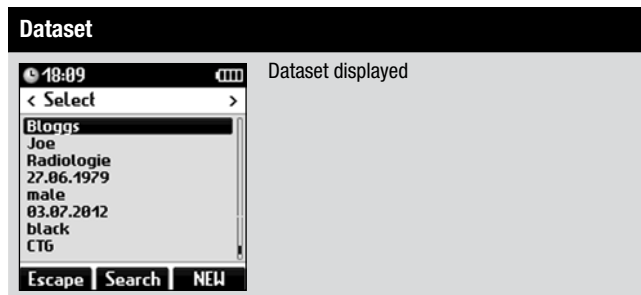 Dataset
18:09
< Select >
Dataset displayed
Bloggs
Joe
Radiologie
27.06.1979
male
03.07.2012
black
CTG
Escape Search NEW